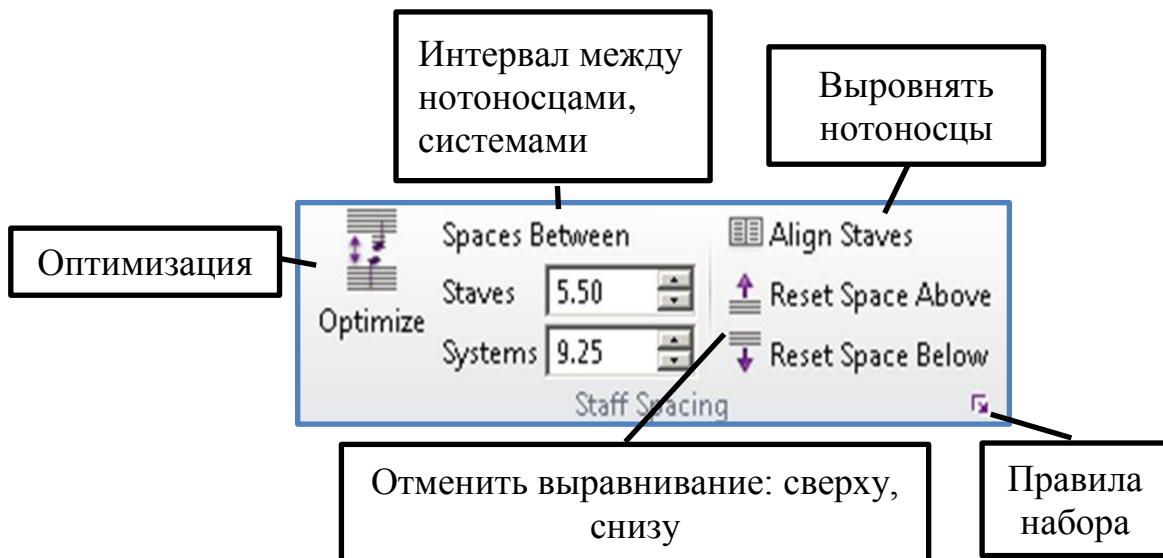 Интервал между
нотоносцами,
системами
Выровнять
нотоносцы
Оптимизация
Optimize
Spaces Between
Staves 5.50
Systems 9.25
Align Staves
Reset Space Above
Reset Space Below
Staff Spacing
Отменить выравнивание: сверху,
снизу
Правила
набора